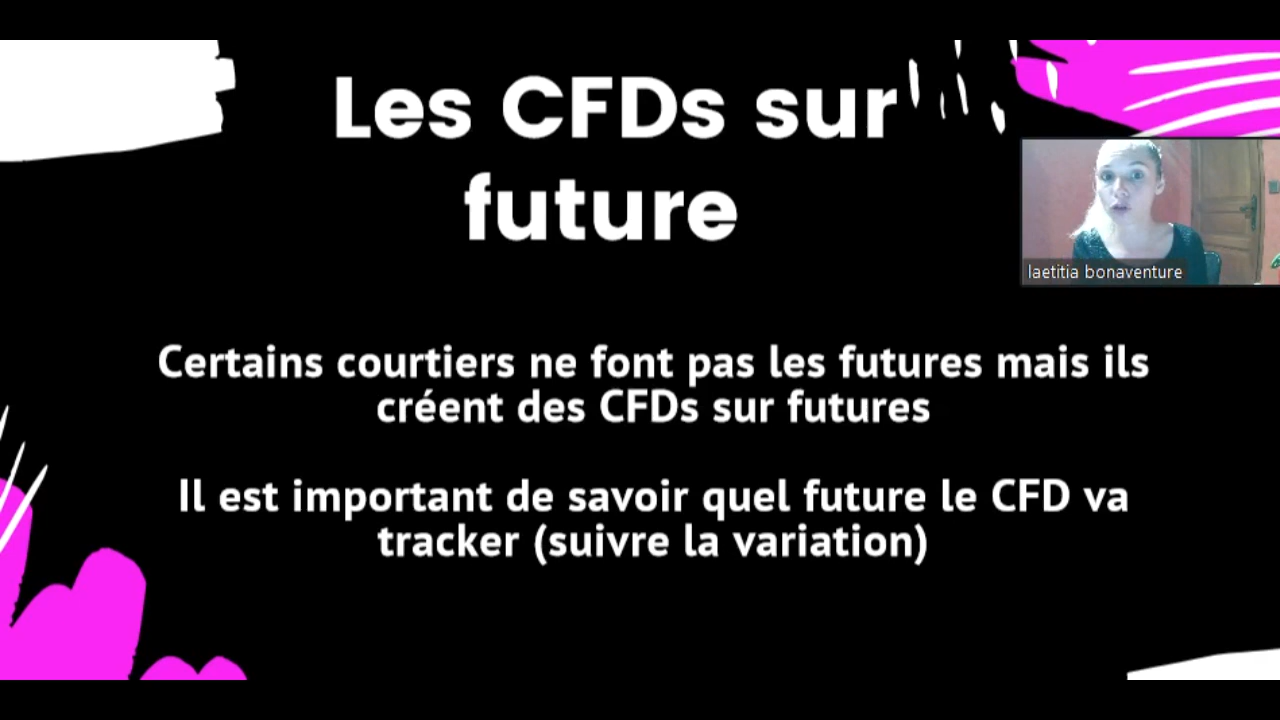 Les CFDs sur
future
laetitia bonaventure
Certains courtiers ne font pas les futures mais ils
créent des CFDs sur futures
Il est important de savoir quel future le CFD va
tracker (suivre la variation)